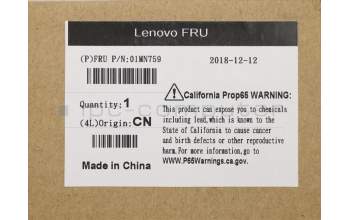 Lenovo FRU
(P)FRU P/N:01MN759
2018-12-12
Quantity:1
(4L)Origin:CN
Made in China
California Prop65 WARNING:
This product can expose you to chemicals
including lead,which is known to the
State of California to cause cancer
and birth defects or other reproductive
harm.For more information go to
www.P65Warnings.ca.gov.